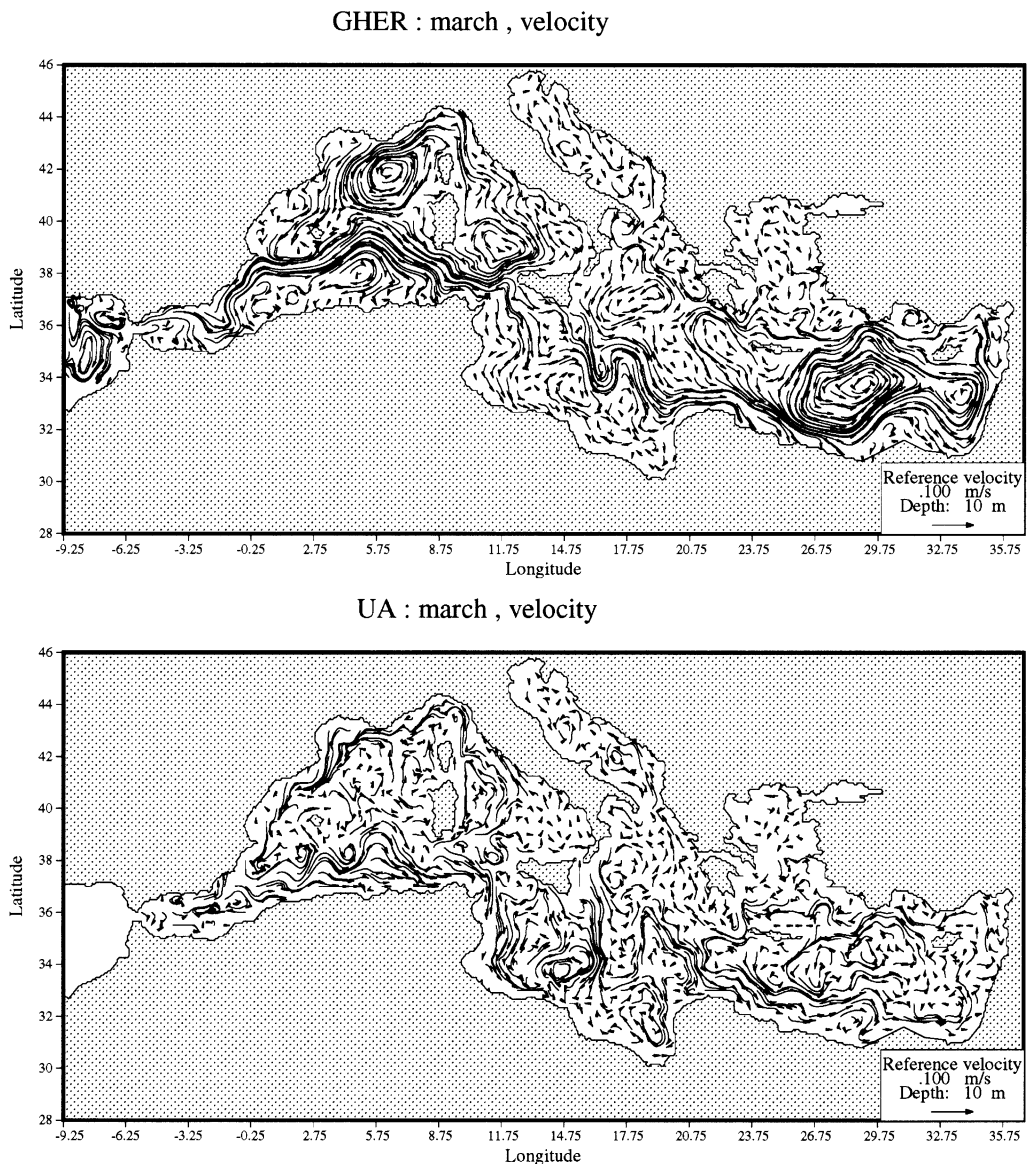 GHER : march , velocity
46
44
42
40
38
36
34
32
30
28
Latitude
Reference velocity
.100 m/s
Depth: 10 m
-9.25 -6.25 -3.25 -0.25 2.75 5.75 8.75 11.75 14.75 17.75 20.75 23.75 26.75 29.75 32.75 35.75
Longitude
UA : march , velocity
46
44
42
40
38
36
34
32
30
28
Latitude
Reference velocity
.100 m/s
Depth: 10 m
-9.25 -6.25 -3.25 -0.25 2.75 5.75 8.75 11.75 14.75 17.75 20.75 23.75 26.75 29.75 32.75 35.75
Longitude